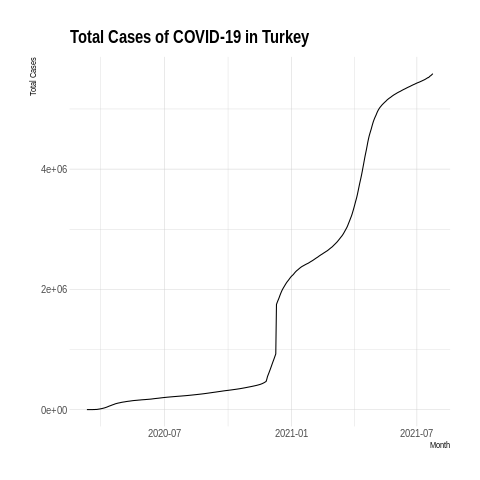 Total Cases of COVID-19 in Turkey
Total Cases
4e+06
2e+06
0e+00
2020-07
2021-01
2021-07
Month